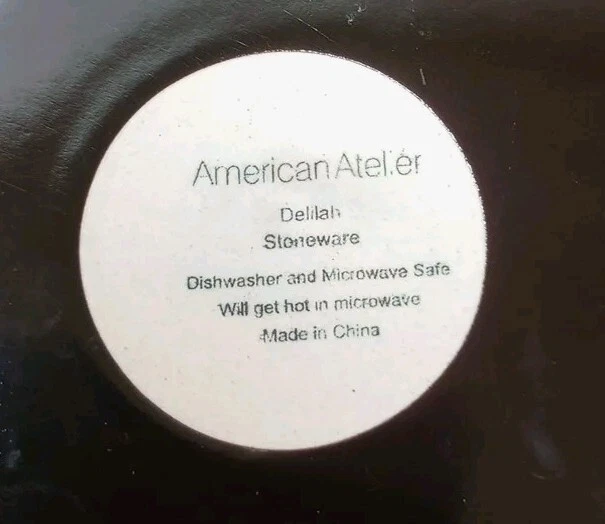 American Atelier
Delilah
Stoneware
Dishwasher and Microwave Safe
Will get hot in microwave
Made in China